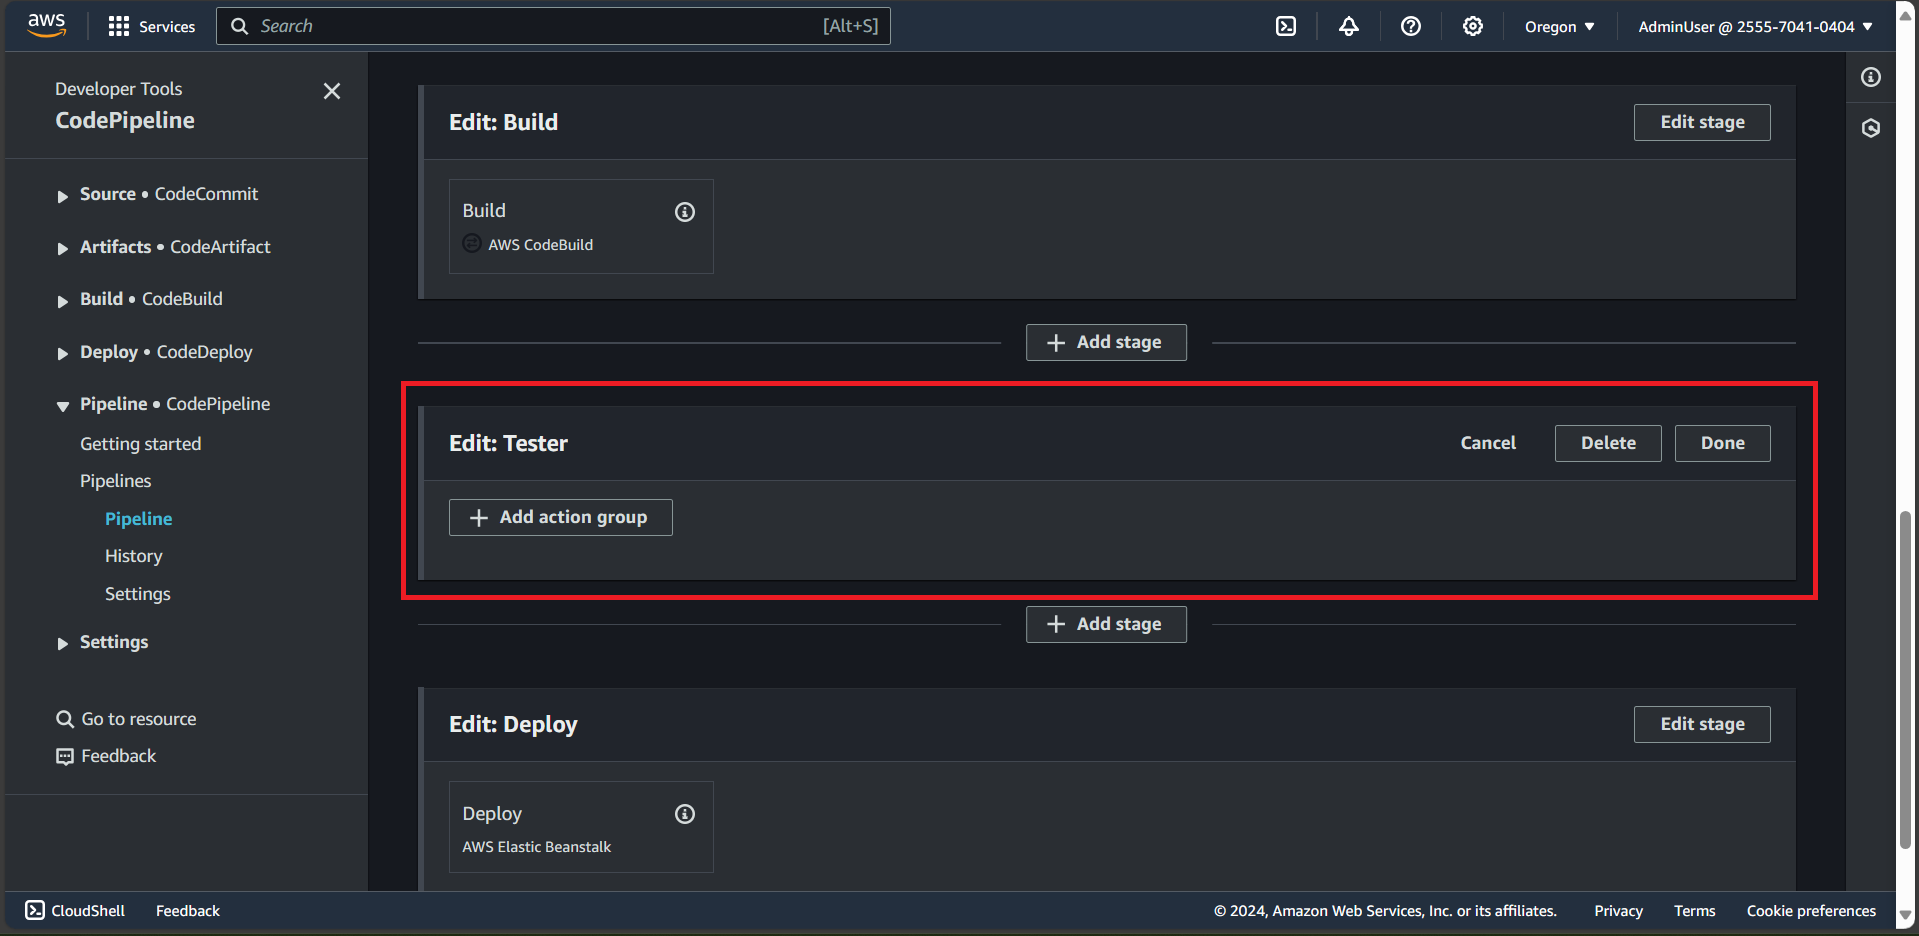 aws
Services
Search
[Alt+S]
Oregon
AdminUser @ 2555-7041-0404
Developer Tools
CodePipeline
Source • CodeCommit
Artifacts • CodeArtifact
Build • CodeBuild
Deploy • CodeDeploy
Pipeline • CodePipeline
Getting started
Pipelines
Pipeline
History
Settings
Settings
Go to resource
Feedback
Edit: Build
Edit stage
Build
AWS CodeBuild
Add stage
Edit: Tester
Cancel
Delete
Done
Add action group
Add stage
Edit: Deploy
Edit stage
Deploy
AWS Elastic Beanstalk
CloudShell
Feedback
© 2024, Amazon Web Services, Inc. or its affiliates.
Privacy
Terms
Cookie preferences